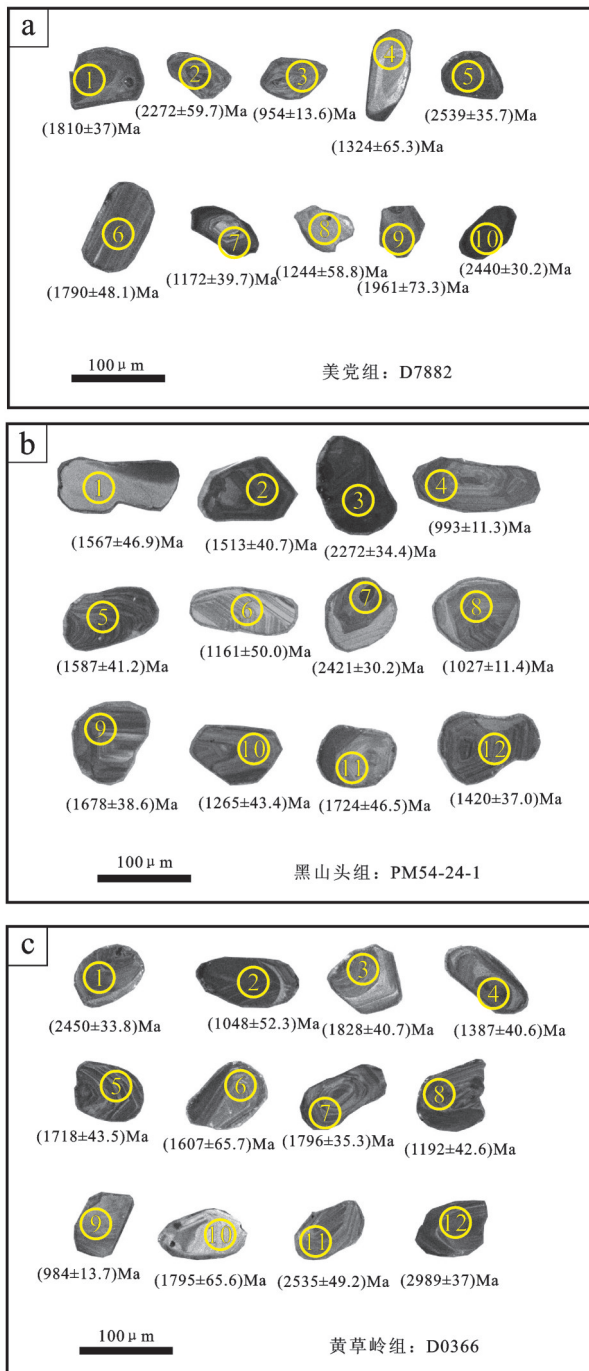 a
1 2 3 4 5
(1810±37)Ma (2272±59.7)Ma (954±13.6)Ma (1324±65.3)Ma (2539±35.7)Ma
6 7 8 9 10
(1790±48.1)Ma (1172±39.7)Ma (1244±58.8)Ma (1961±73.3)Ma (2440±30.2)Ma
100μm
美党组：D7882
b
1 2 3 4
(1567±46.9)Ma (1513±40.7)Ma (2272±34.4)Ma (993±11.3)Ma
5 6 7 8
(1587±41.2)Ma (1161±50.0)Ma (2421±30.2)Ma (1027±11.4)Ma
9 10 11 12
(1678±38.6)Ma (1265±43.4)Ma (1724±46.5)Ma (1420±37.0)Ma
100μm
黑山头组：PM54-24-1
c
1 2 3 4
(2450±33.8)Ma (1048±52.3)Ma (1828±40.7)Ma (1387±40.6)Ma
5 6 7 8
(1718±43.5)Ma (1607±65.7)Ma (1796±35.3)Ma (1192±42.6)Ma
9 10 11 12
(984±13.7)Ma (1795±65.6)Ma (2535±49.2)Ma (2989±37)Ma
100μm
黄草岭组：D0366